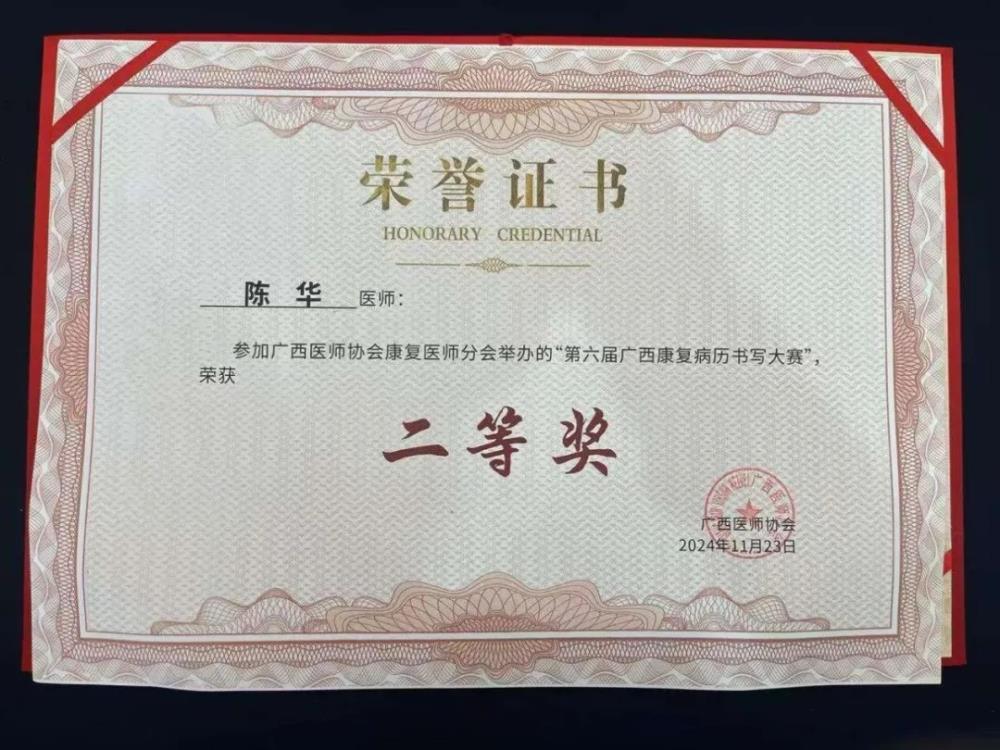 荣誉证书
HONORARY CREDENTIAL
陈 华 医师：
参加广西医师协会康复医师分会举办的“第六届广西康复病历书写大赛”，
荣获
二等奖
广西医师协会
2024年11月23日